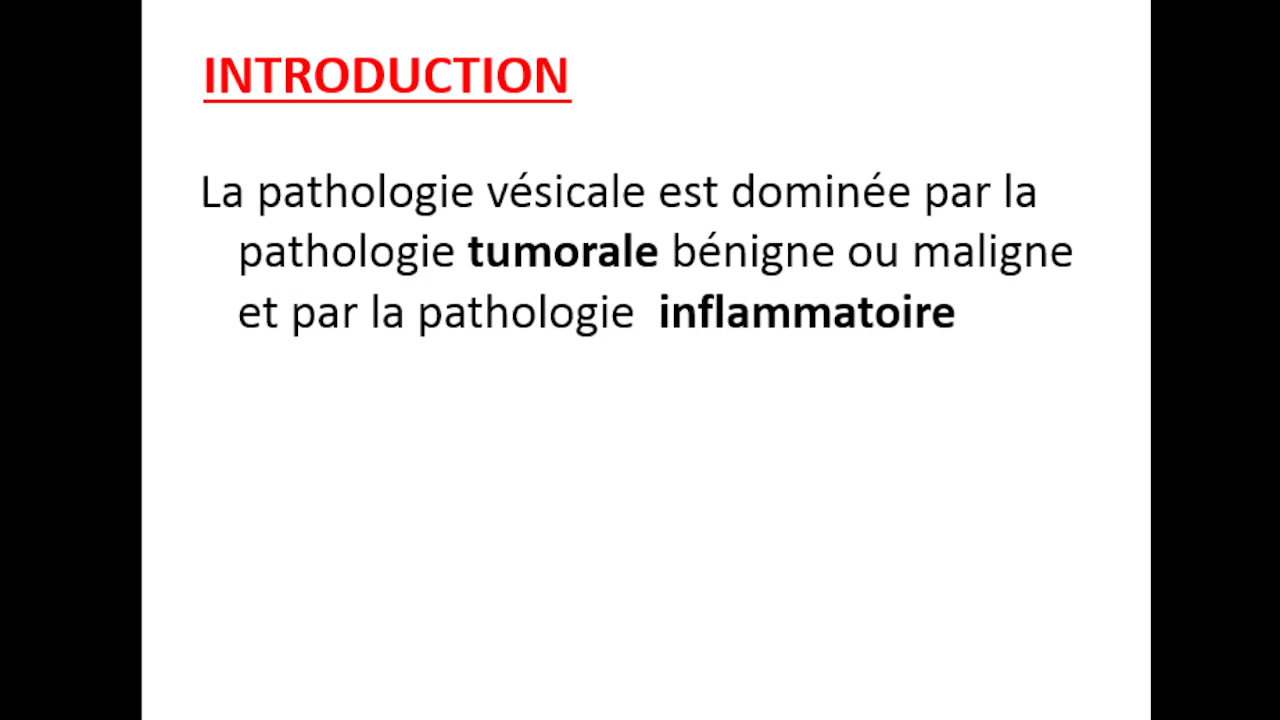 INTRODUCTION
La pathologie vésicale est dominée par la
pathologie tumorale bénigne ou maligne
et par la pathologie inflammatoire